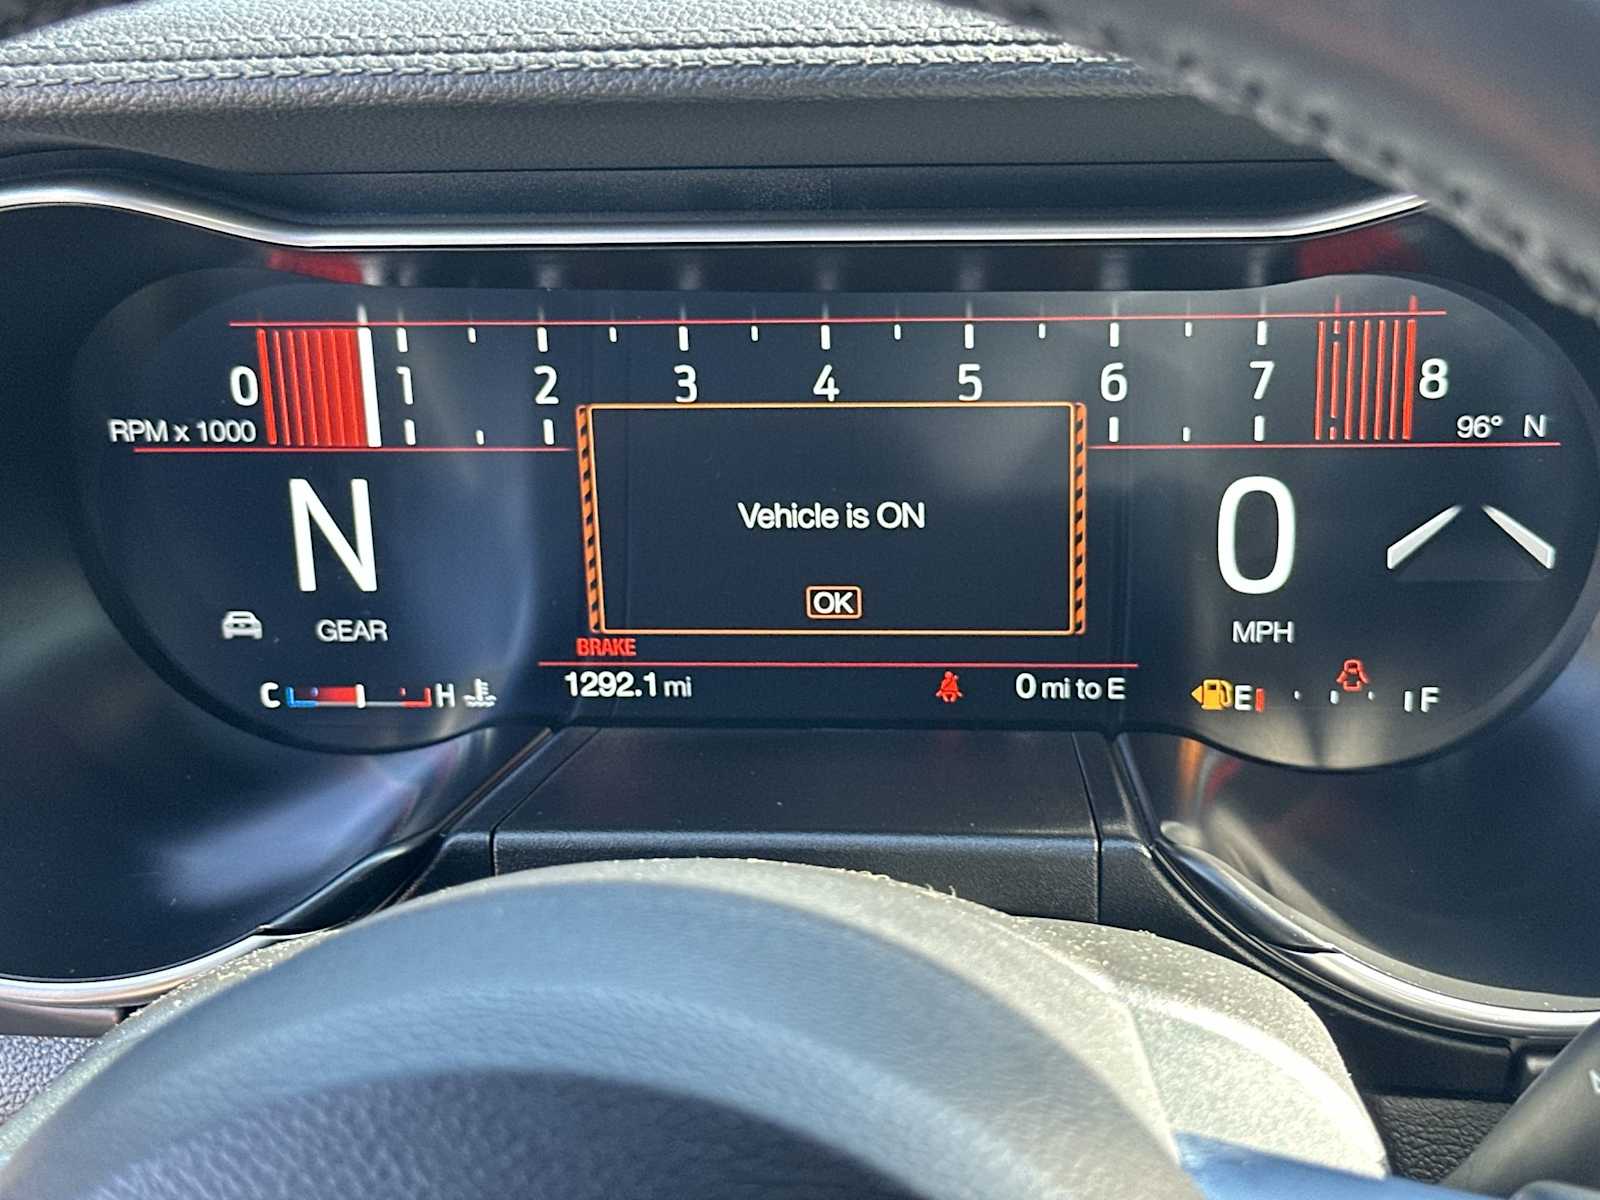 0 1 2 3 4 5 6 7 8
RPM x 1000
96° N
N
GEAR
Vehicle is ON
OK
0
MPH
BRAKE
C H
1292.1 mi
0 mi to E
E F